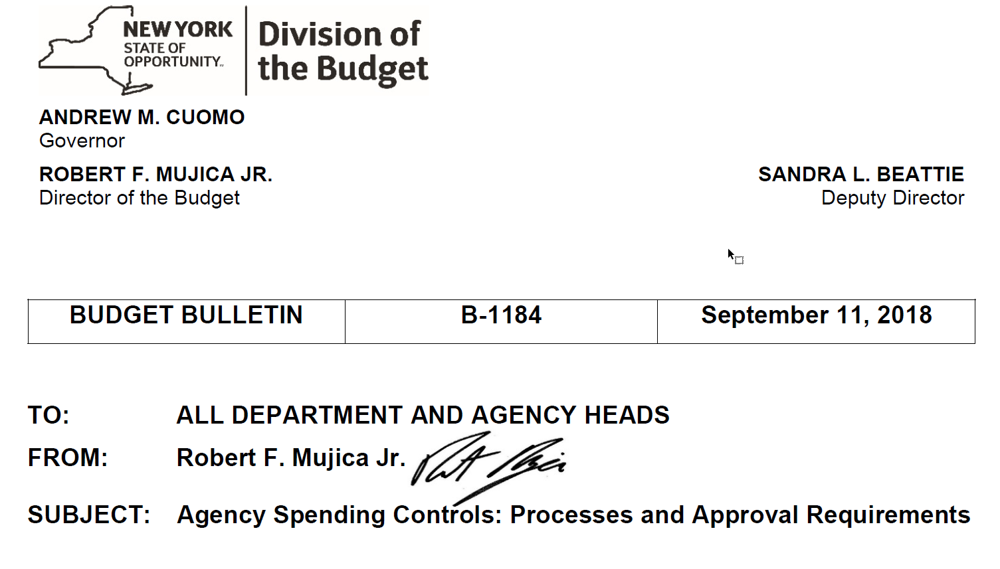 NEW YORK
STATE OF
OPPORTUNITY™
Division of
the Budget
ANDREW M. CUOMO
Governor
ROBERT F. MUJICA JR.
Director of the Budget
SANDRA L. BEATTIE
Deputy Director
BUDGET BULLETIN B-1184 September 11, 2018
TO: ALL DEPARTMENT AND AGENCY HEADS
FROM: Robert F. Mujica Jr.
SUBJECT: Agency Spending Controls: Processes and Approval Requirements